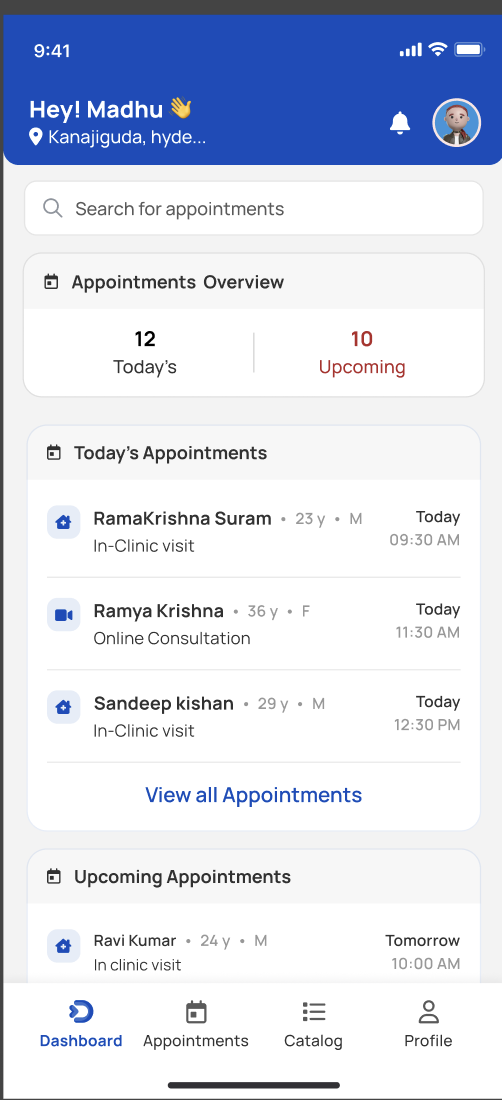 9:41
Hey! Madhu 👋
Kanajiguda, hyde...
Search for appointments
Appointments Overview
12
Today's
10
Upcoming
Today's Appointments
RamaKrishna Suram • 23 y • M
In-Clinic visit
Today
09:30 AM
Ramya Krishna • 36 y • F
Online Consultation
Today
11:30 AM
Sandeep kishan • 29 y • M
In-Clinic visit
Today
12:30 PM
View all Appointments
Upcoming Appointments
Ravi Kumar • 24 y • M
In clinic visit
Tomorrow
10:00 AM
Dashboard
Appointments
Catalog
Profile